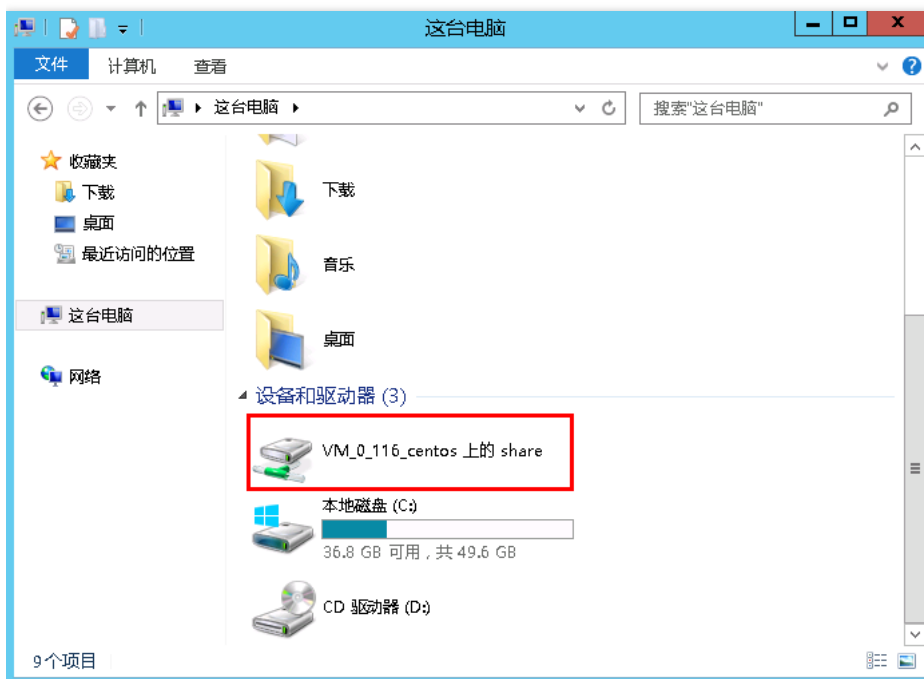 这台电脑
文件 计算机 查看
这台电脑 搜索"这台电脑"
收藏夹
下载
桌面
最近访问的位置
这台电脑
网络
下载
音乐
桌面
设备和驱动器 (3)
VM_0_116_centos 上的 share
本地磁盘 (C:)
36.8 GB 可用，共 49.6 GB
CD 驱动器 (D:)
9个项目